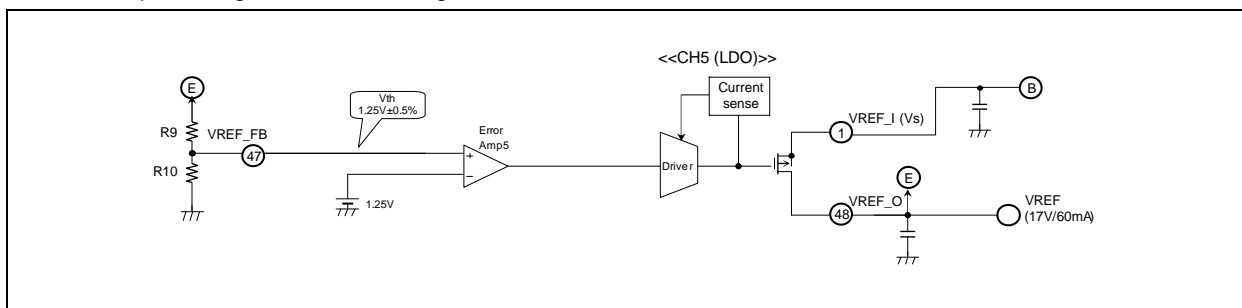 <<CH5 (LDO)>>
E
Vth
1.25V±0.5%
Current
sense
B
R9
VREF_FB
47
Error
Amp5
+
−
VREF_I (Vs)
1
R10
Driver
E
1.25V
48
VREF_O
VREF
(17V/60mA)